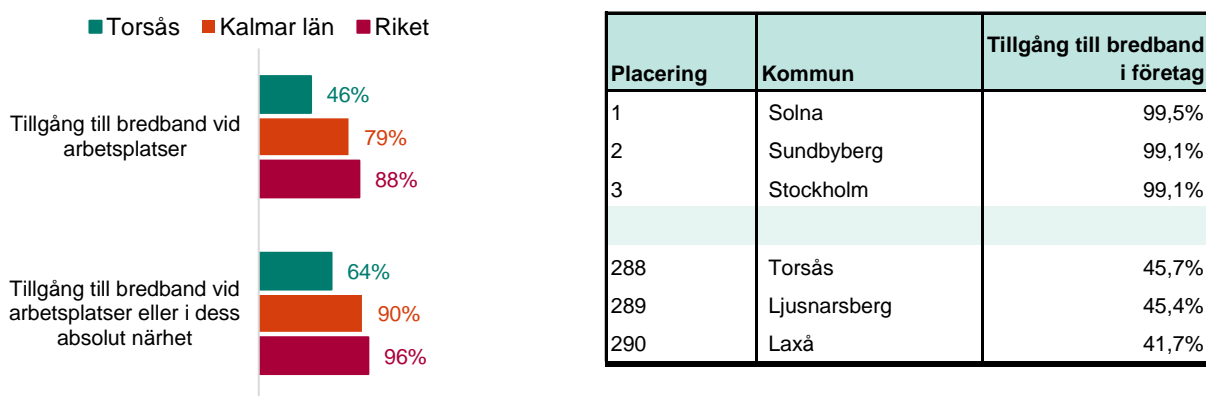 Torsås Kalmar län Riket
46%
Tillgång till bredband vid
arbetsplatser
79%
88%
64%
Tillgång till bredband vid
arbetsplatser eller i dess
absolut närhet
90%
96%
Placering Kommun Tillgång till bredband
i företag
1 Solna 99,5%
2 Sundbyberg 99,1%
3 Stockholm 99,1%
288 Torsås 45,7%
289 Ljusnarsberg 45,4%
290 Laxå 41,7%